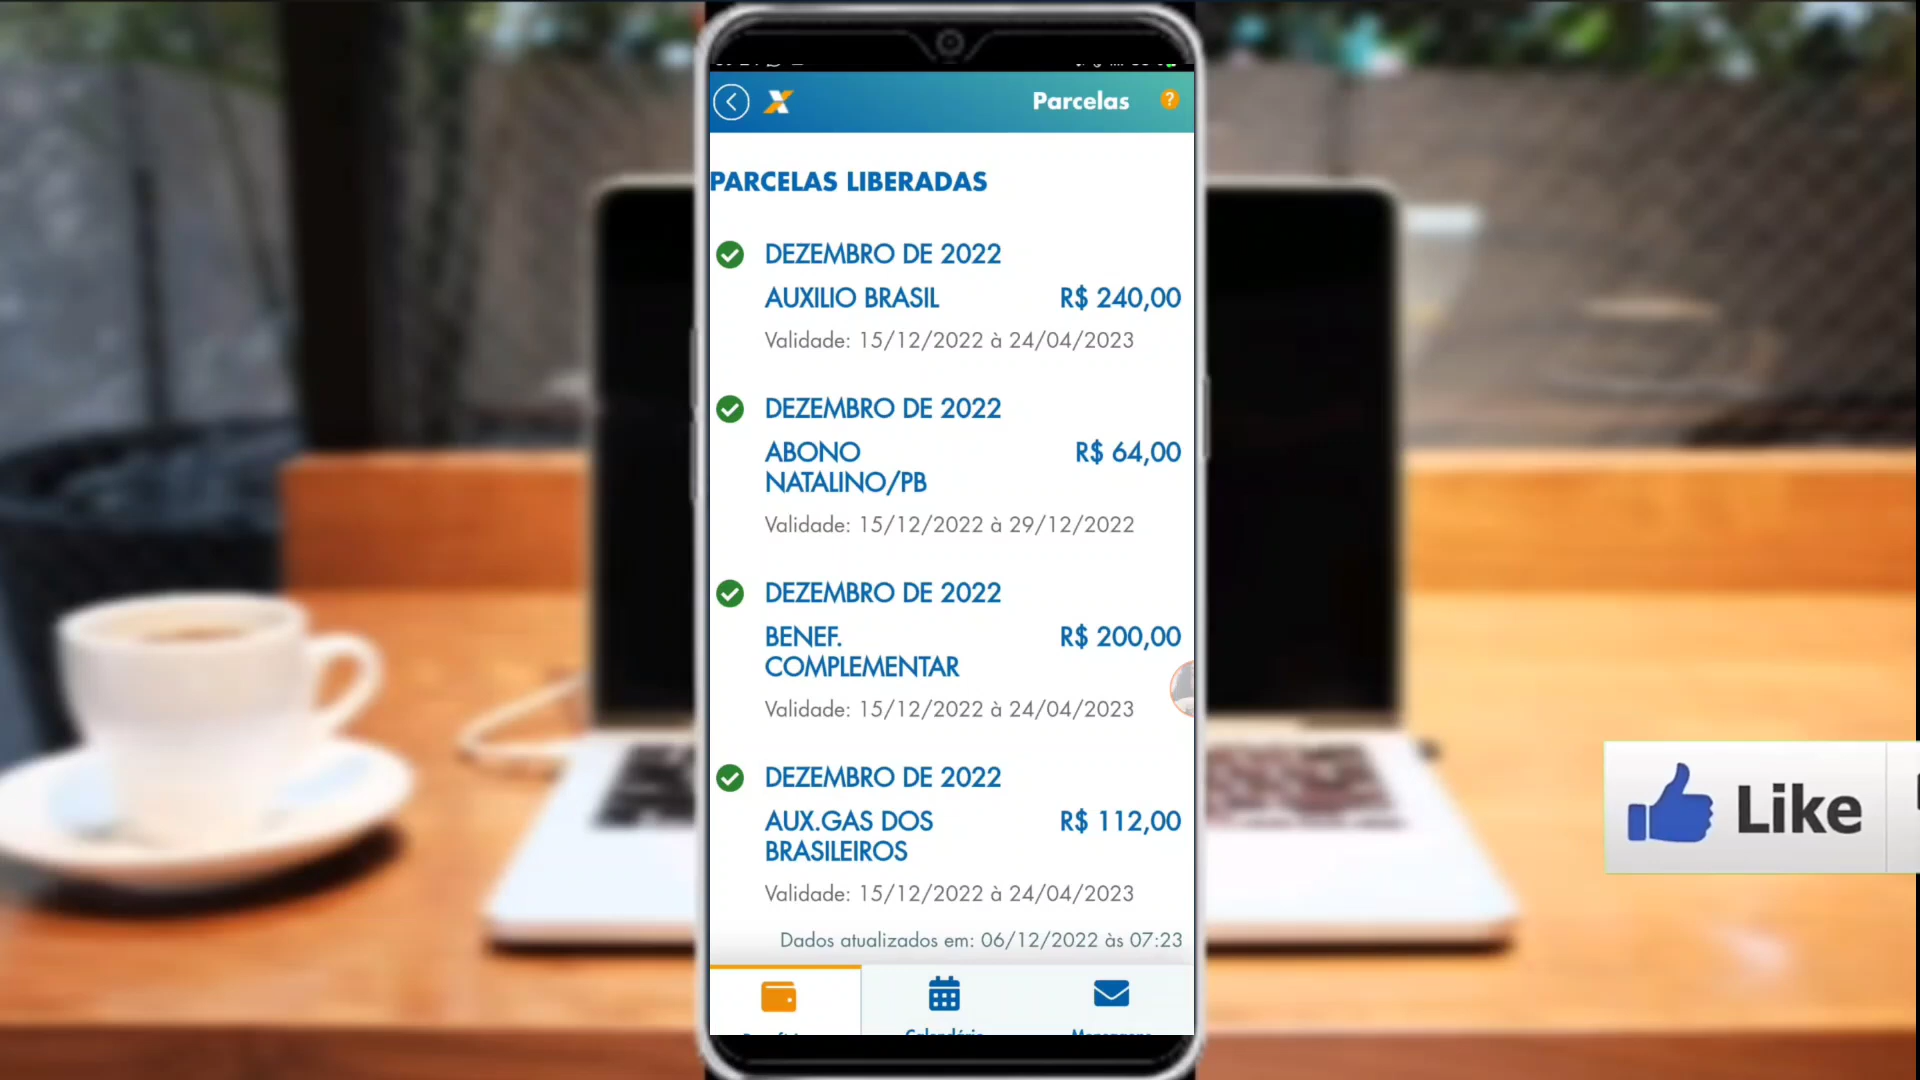 Parcelas ?
PARCELAS LIBERADAS
DEZEMBRO DE 2022
AUXILIO BRASIL R$ 240,00
Validade: 15/12/2022 à 24/04/2023
DEZEMBRO DE 2022
ABONO R$ 64,00
NATALINO/PB
Validade: 15/12/2022 à 29/12/2022
DEZEMBRO DE 2022
BENEF. R$ 200,00
COMPLEMENTAR
Validade: 15/12/2022 à 24/04/2023
DEZEMBRO DE 2022
AUX.GAS DOS R$ 112,00
BRASILEIROS
Validade: 15/12/2022 à 24/04/2023
Dados atualizados em: 06/12/2022 às 07:23
Calendário
Like